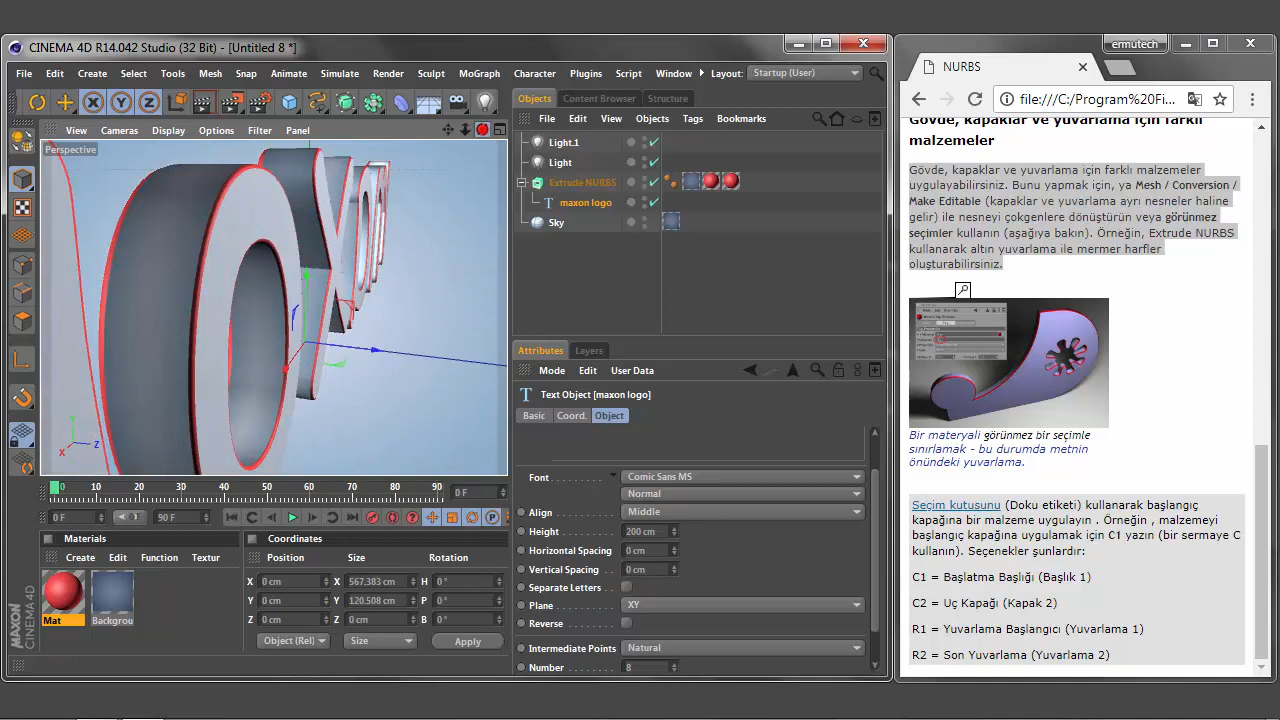 CINEMA 4D R14.042 Studio (32 Bit) - [Untitled 8 *]
File Edit Create Select Tools Mesh Snap Animate Simulate Render Sculpt MoGraph Character Plugins Script Window Layout: Startup (User)
X Y Z
View Cameras Display Options Filter Panel
Perspective
Y
X Z
0 10 20 30 40 50 60 70 80 90 0 F
0 F 90 F
Materials
Create Edit Function Textur
Mat
Backgrou
MAXON
CINEMA 4D
Coordinates
Position Size Rotation
X 0 cm X 567.383 cm H 0 °
Y 0 cm Y 120.508 cm P 0 °
Z 0 cm Z 0 cm B 0 °
Object (Rel) Size Apply
Objects Content Browser Structure
File Edit View Objects Tags Bookmarks
Light.1
Light
Extrude NURBS
maxon logo
Sky
Attributes Layers
Mode Edit User Data
Text Object [maxon logo]
Basic Coord. Object
Font Comic Sans MS
Normal
Align Middle
Height 200 cm
Horizontal Spacing 0 cm
Vertical Spacing 0 cm
Separate Letters
Plane XY
Reverse
Intermediate Points Natural
Number 8
ermutech
NURBS
file:///C:/Program%20Fi...
Gövde, kapaklar ve yuvarlama için farklı
malzemeler
Gövde, kapaklar ve yuvarlama için farklı malzemeler
uygulayabilirsiniz. Bunu yapmak için, ya Mesh / Conversion /
Make Editable (kapaklar ve yuvarlama ayrı nesneler haline
gelir) ile nesneyi çokgenlere dönüştürün veya görünmez
seçimler kullanın (aşağıya bakın). Örneğin, Extrude NURBS
kullanarak altın yuvarlama ile mermer harfler
oluşturabilirsiniz.
Bir materyali görünmez bir seçimle
sınırlamak - bu durumda metnin
önündeki yuvarlama.
Seçim kutusunu (Doku etiketi) kullanarak başlangıç
kapağına bir malzeme uygulayın . Örneğin , malzemeyi
başlangıç kapağına uygulamak için C1 yazın (bir sermaye C
kullanın). Seçenekler şunlardır:
C1 = Başlatma Başlığı (Başlık 1)
C2 = Uç Kapağı (Kapak 2)
R1 = Yuvarlama Başlangıcı (Yuvarlama 1)
R2 = Son Yuvarlama (Yuvarlama 2)